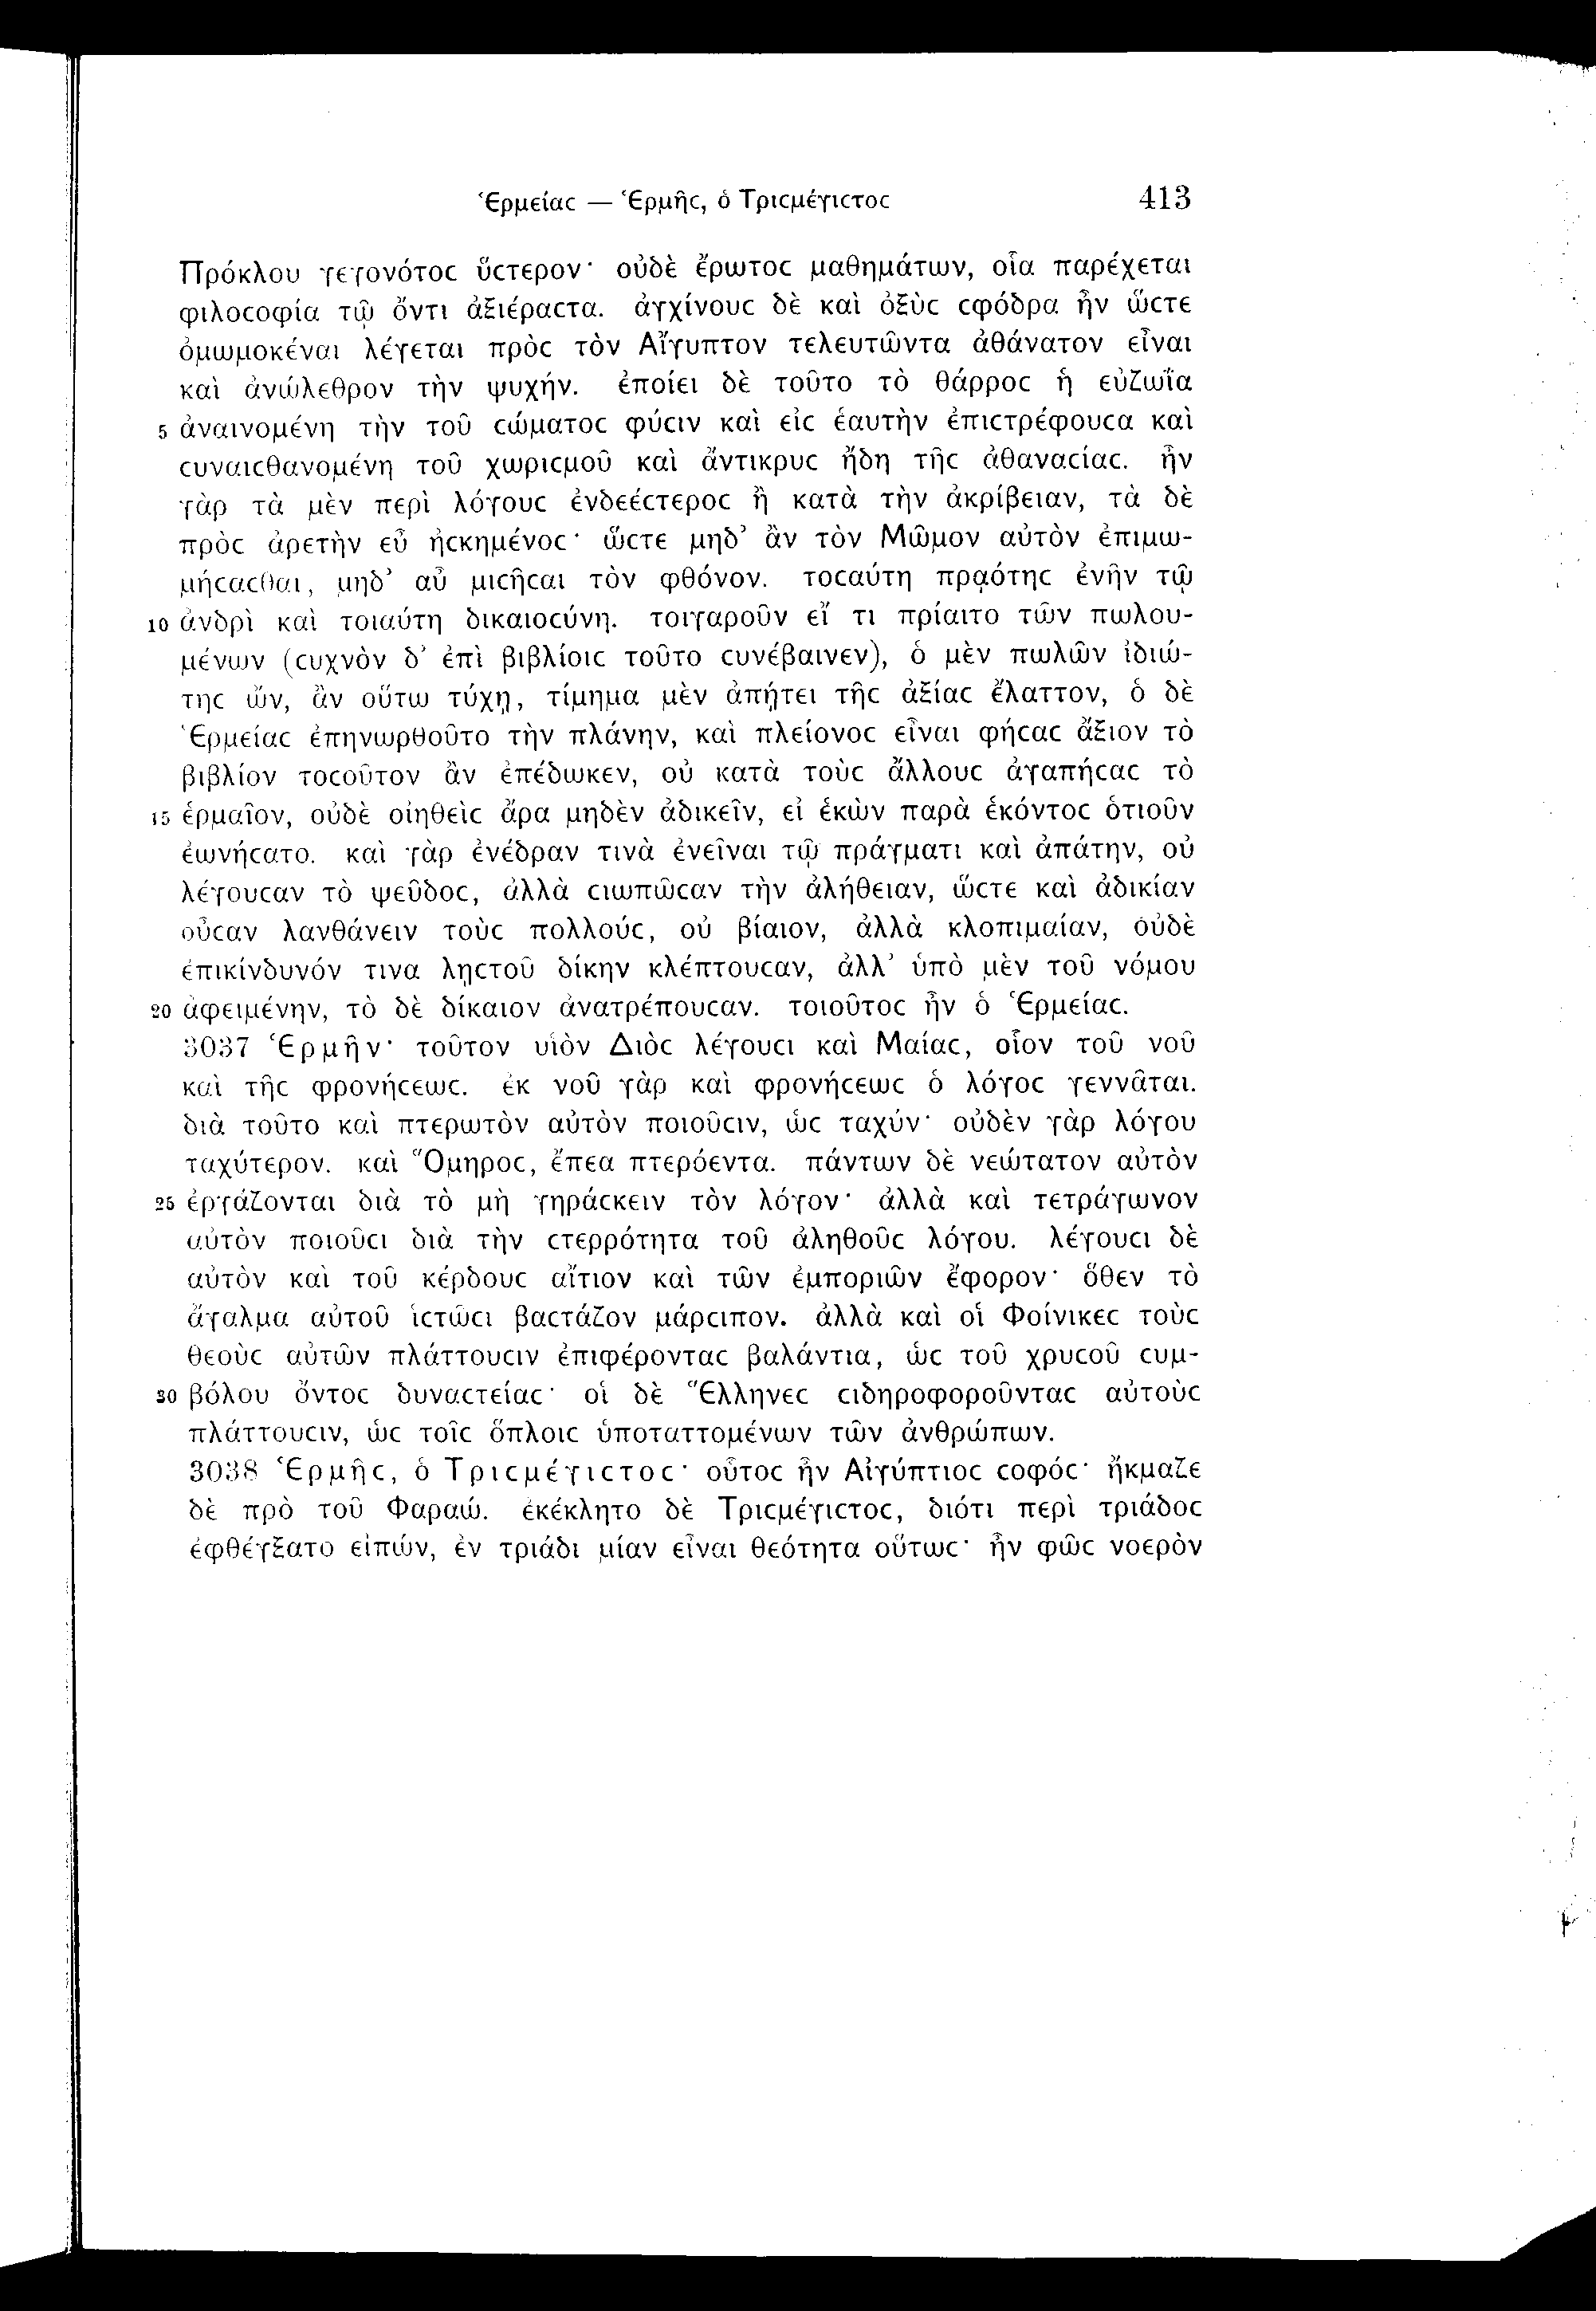 Ἑρμείαϲ — Ἑρμῆϲ, ὁ Τριϲμέγιϲτοϲ 413
Πρόκλου γεγονότοϲ ὕϲτερον· οὐδὲ ἔρωτοϲ μαθημάτων, οἷα παρέχεται
φιλοϲοφία τῷ ὄντι ἀξιέραϲτα. ἀγχίνουϲ δὲ καὶ ὀξὺϲ ϲφόδρα ἦν ὥϲτε
ὀμωμοκέναι λέγεται πρὸϲ τὸν Αἴγυπτον τελευτῶντα ἀθάνατον εἶναι
καὶ ἀνώλεθρον τὴν ψυχήν. ἐποίει δὲ τοῦτο τὸ θάρροϲ ἡ εὐζωΐα
5 ἀναινομένη τὴν τοῦ ϲώματοϲ φύϲιν καὶ εἰϲ ἑαυτὴν ἐπιϲτρέφουϲα καὶ
ϲυναιϲθανομένη τοῦ χωριϲμοῦ καὶ ἄντικρυϲ ἤδη τῆϲ ἀθαναϲίαϲ. ἦν
γὰρ τὰ μὲν περὶ λόγουϲ ἐνδεέϲτεροϲ ἢ κατὰ τὴν ἀκρίβειαν, τὰ δὲ
πρὸϲ ἀρετὴν εὖ ἠϲκημένοϲ· ὥϲτε μηδ’ ἂν τὸν Μῶμον αὐτὸν ἐπιμω-
μήϲαϲθαι, μηδ’ αὖ μιϲῆϲαι τὸν φθόνον. τοϲαύτη πρᾳότηϲ ἐνῆν τῷ
10 ἀνδρὶ καὶ τοιαύτη δικαιοϲύνη. τοιγαροῦν εἴ τι πρίαιτο τῶν πωλου-
μένων (ϲυχνὸν δ’ ἐπὶ βιβλίοιϲ τοῦτο ϲυνέβαινεν), ὁ μὲν πωλῶν ἰδιώ-
τηϲ ὤν, ἂν οὕτω τύχῃ, τίμημα μὲν ἀπῄτει τῆϲ ἀξίαϲ ἔλαττον, ὁ δὲ
Ἑρμείαϲ ἐπηνωρθοῦτο τὴν πλάνην, καὶ πλείονοϲ εἶναι φήϲαϲ ἄξιον τὸ
βιβλίον τοϲοῦτον ἂν ἐπέδωκεν, οὐ κατὰ τοὺϲ ἄλλουϲ ἀγαπήϲαϲ τὸ
15 ἑρμαῖον, οὐδὲ οἰηθεὶϲ ἄρα μηδὲν ἀδικεῖν, εἰ ἑκὼν παρὰ ἑκόντοϲ ὁτιοῦν
ἐωνήϲατο. καὶ γὰρ ἐνέδραν τινὰ ἐνεῖναι τῷ πράγματι καὶ ἀπάτην, οὐ
λέγουϲαν τὸ ψεῦδοϲ, ἀλλὰ ϲιωπῶϲαν τὴν ἀλήθειαν, ὥϲτε καὶ ἀδικίαν
οὖϲαν λανθάνειν τοὺϲ πολλούϲ, οὐ βίαιον, ἀλλὰ κλοπιμαίαν, οὐδὲ
ἐπικίνδυνόν τινα λῃϲτοῦ δίκην κλέπτουϲαν, ἀλλ’ ὑπὸ μὲν τοῦ νόμου
20 ἀφειμένην, τὸ δὲ δίκαιον ἀνατρέπουϲαν. τοιοῦτοϲ ἦν ὁ Ἑρμείαϲ.
3037 Ἑρμῆν· τοῦτον υἱὸν Διὸϲ λέγουϲι καὶ Μαίαϲ, οἷον τοῦ νοῦ
καὶ τῆϲ φρονήϲεωϲ. ἐκ νοῦ γὰρ καὶ φρονήϲεωϲ ὁ λόγοϲ γεννᾶται.
διὰ τοῦτο καὶ πτερωτὸν αὐτὸν ποιοῦϲιν, ὡϲ ταχύν· οὐδὲν γὰρ λόγου
ταχύτερον. καὶ Ὅμηροϲ, ἔπεα πτερόεντα. πάντων δὲ νεώτατον αὐτὸν
25 ἐργάζονται διὰ τὸ μὴ γηράϲκειν τὸν λόγον· ἀλλὰ καὶ τετράγωνον
αὐτὸν ποιοῦϲι διὰ τὴν ϲτερρότητα τοῦ ἀληθοῦϲ λόγου. λέγουϲι δὲ
αὐτὸν καὶ τοῦ κέρδουϲ αἴτιον καὶ τῶν ἐμποριῶν ἔφορον· ὅθεν τὸ
ἄγαλμα αὐτοῦ ἱϲτῶϲι βαϲτάζον μάρϲιπον. ἀλλὰ καὶ οἱ Φοίνικεϲ τοὺϲ
θεοὺϲ αὐτῶν πλάττουϲιν ἐπιφέρονταϲ βαλάντια, ὡϲ τοῦ χρυϲοῦ ϲυμ-
30 βόλου ὄντοϲ δυναϲτείαϲ· οἱ δὲ Ἕλληνεϲ ϲιδηροφοροῦνταϲ αὐτοὺϲ
πλάττουϲιν, ὡϲ τοῖϲ ὅπλοιϲ ὑποταττομένων τῶν ἀνθρώπων.
3038 Ἑρμῆϲ, ὁ Τριϲμέγιϲτοϲ· οὗτοϲ ἦν Αἰγύπτιοϲ ϲοφόϲ· ἤκμαζε
δὲ πρὸ τοῦ Φαραώ. ἐκέκλητο δὲ Τριϲμέγιϲτοϲ, διότι περὶ τριάδοϲ
ἐφθέγξατο εἰπών, ἐν τριάδι μίαν εἶναι θεότητα οὕτωϲ· ἦν φῶϲ νοερὸν